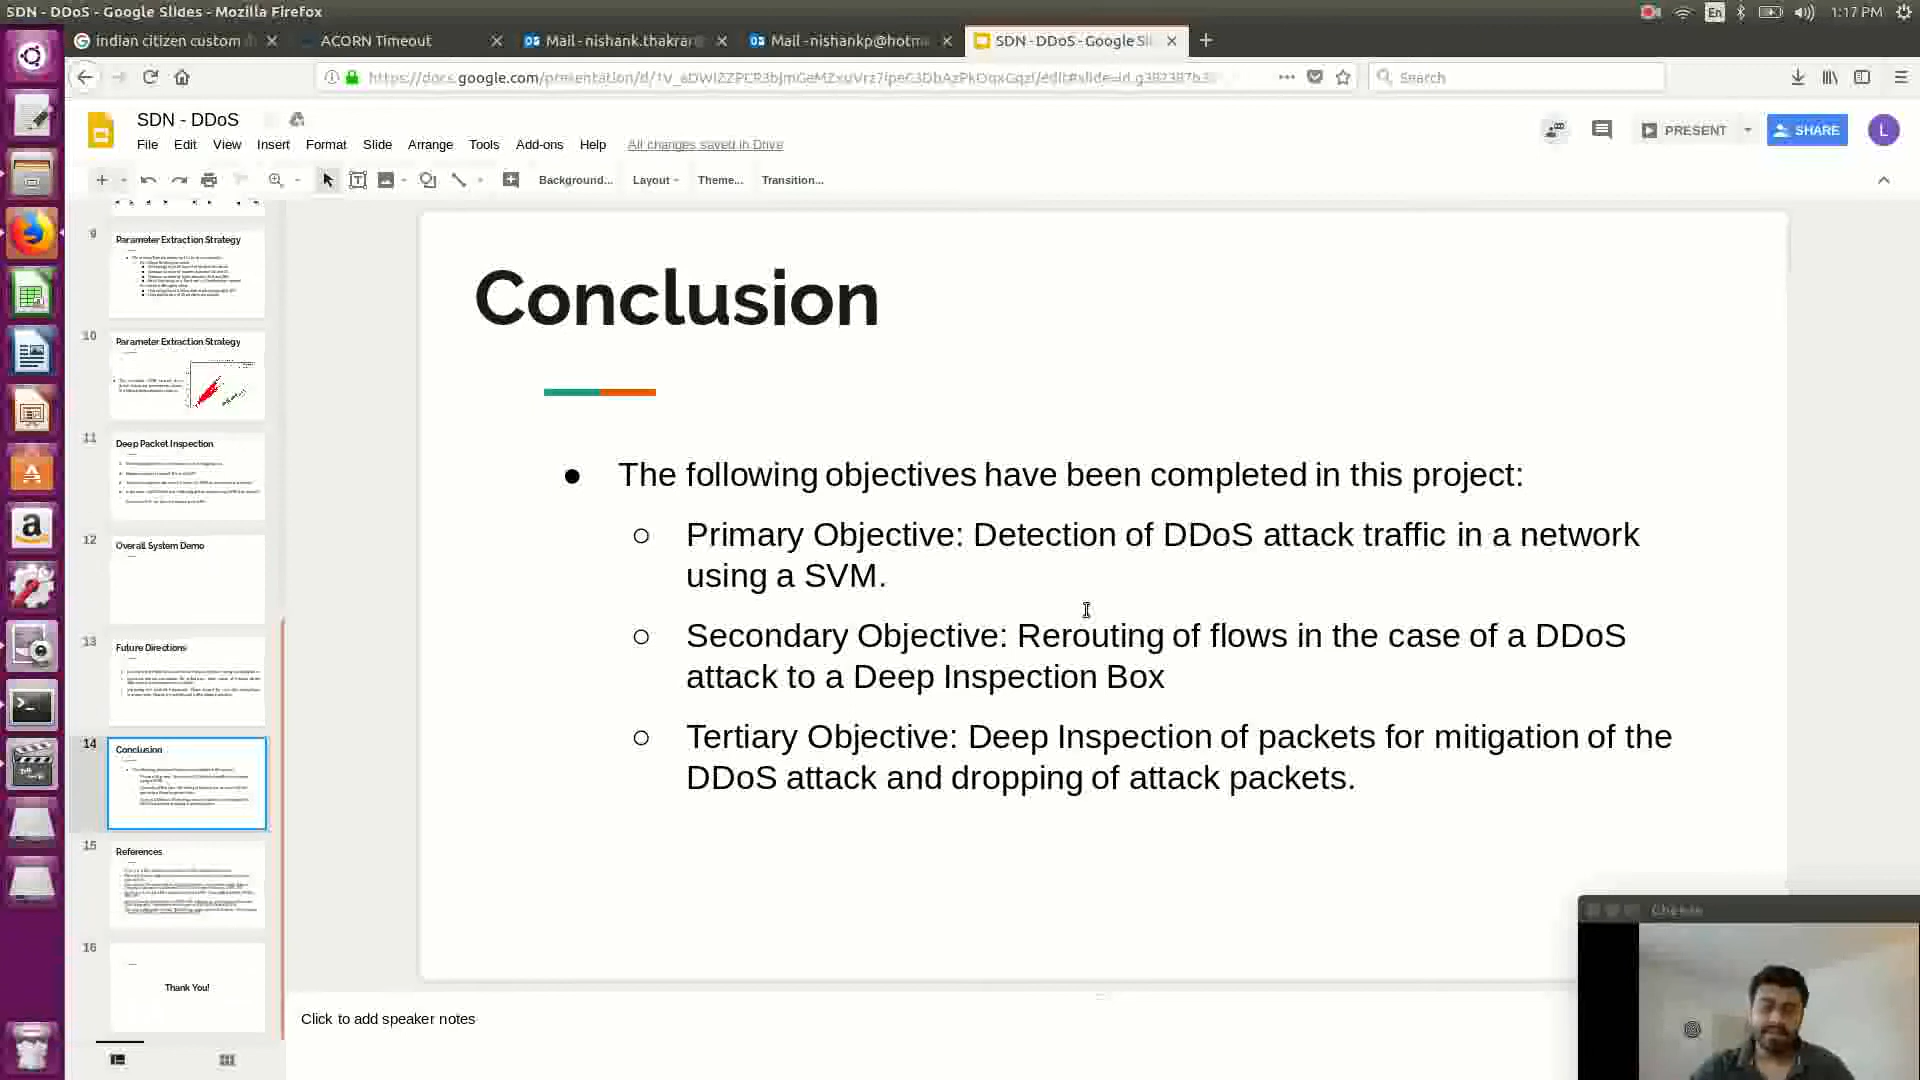 SDN - DDoS - Google Slides - Mozilla Firefox
En
1:17 PM
indian citizen custom
ACORN Timeout
Mail - nishank.thakrar
Mail - nishankp@hotm
SDN - DDoS - Google Sli
Search
SDN - DDoS
File Edit View Insert Format Slide Arrange Tools Add-ons Help All changes saved in Drive
PRESENT
SHARE
L
Background... Layout Theme... Transition...
9
Parameter Extraction Strategy
10
Parameter Extraction Strategy
11
Deep Packet Inspection
12
Overall System Demo
13
Future Directions
14
Conclusion
15
References
16
Thank You!
Conclusion
● The following objectives have been completed in this project:
○ Primary Objective: Detection of DDoS attack traffic in a network
using a SVM.
○ Secondary Objective: Rerouting of flows in the case of a DDoS
attack to a Deep Inspection Box
○ Tertiary Objective: Deep Inspection of packets for mitigation of the
DDoS attack and dropping of attack packets.
Click to add speaker notes
Cheese